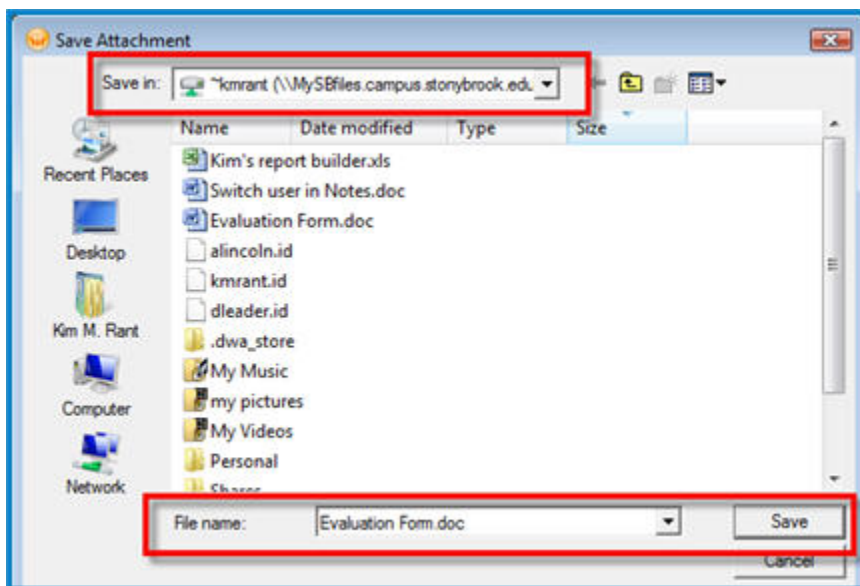 Save Attachment
Save in: ~kmrant (\\MySBfiles.campus.stonybrook.edu
Name Date modified Type Size
Recent Places
Desktop
Kim M. Rant
Computer
Network
Kim's report builder.xls
Switch user in Notes.doc
Evaluation Form.doc
alincoln.id
kmrant.id
dleader.id
.dwa_store
My Music
my pictures
My Videos
Personal
Shares
File name: Evaluation Form.doc Save
Cancel